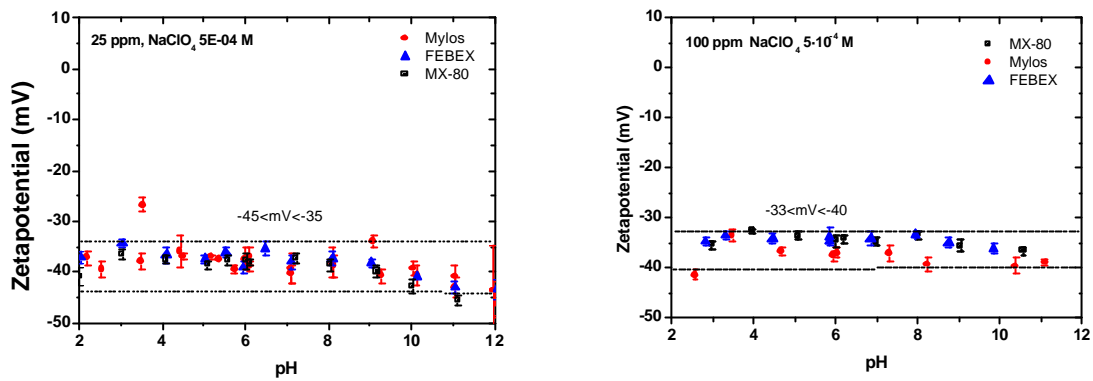 25 ppm, NaClO4 5E-04 M
Mylos
FEBEX
MX-80
-45<mV<-35
Zetapotential (mV)
10
0
-10
-20
-30
-40
-50
2
4
6
8
10
12
pH
100 ppm NaClO4 5·10-4 M
MX-80
Mylos
FEBEX
-33<mV<-40
Zetapotential (mV)
10
0
-10
-20
-30
-40
-50
2
4
6
8
10
12
pH